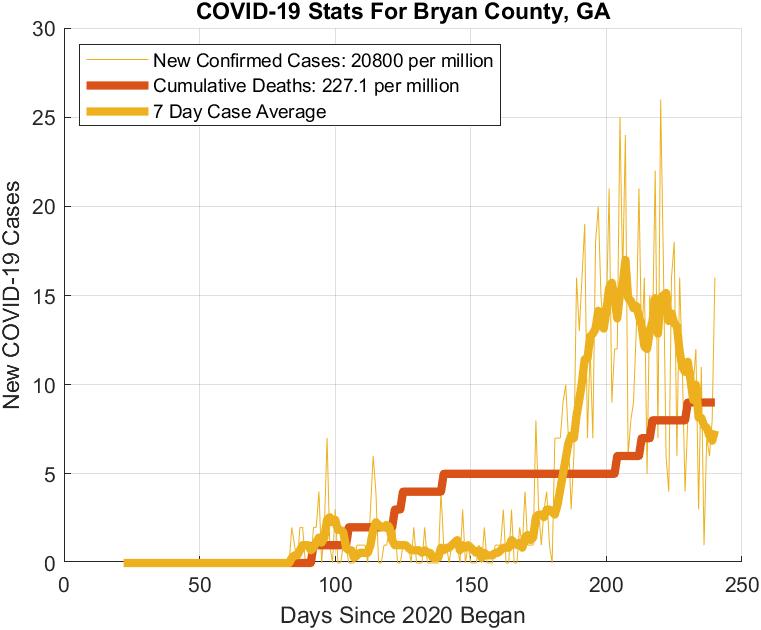 COVID-19 Stats For Bryan County, GA
New Confirmed Cases: 20800 per million
Cumulative Deaths: 227.1 per million
7 Day Case Average
New COVID-19 Cases
30
25
20
15
10
5
0
0 50 100 150 200 250
Days Since 2020 Began